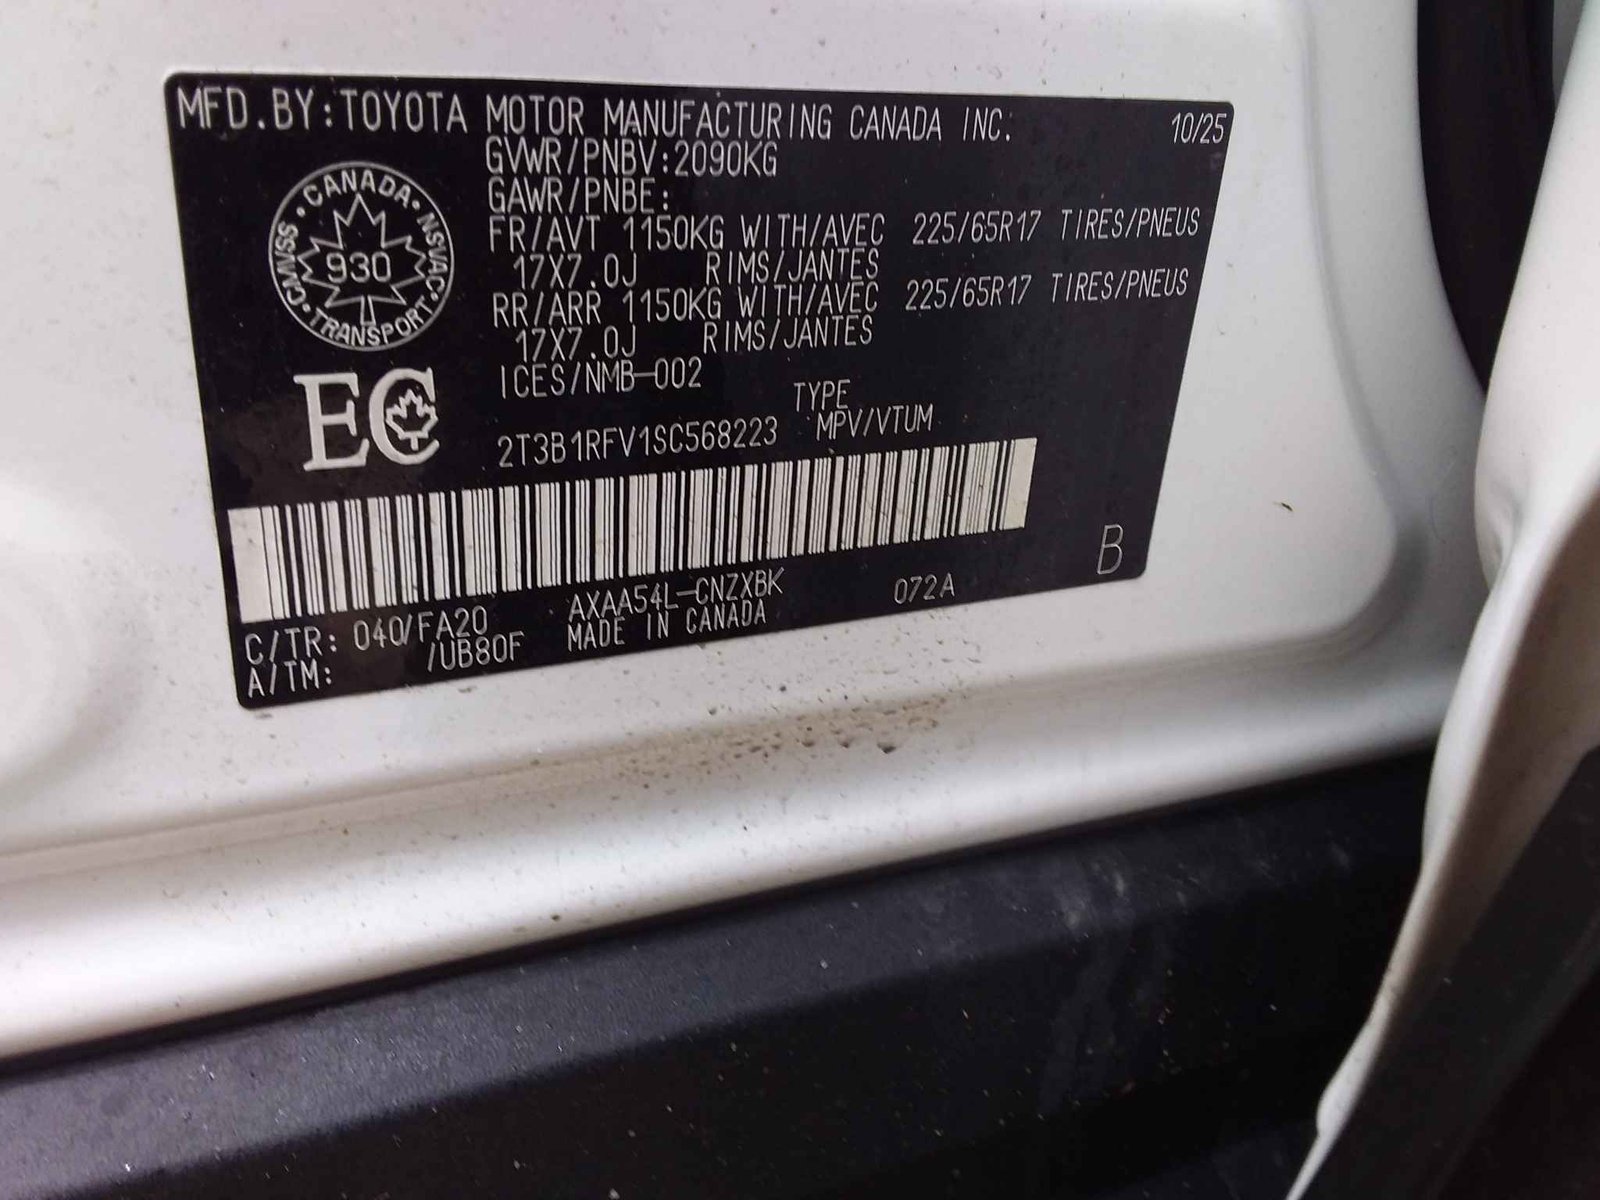 MFD.BY:TOYOTA MOTOR MANUFACTURING CANADA INC. 10/25
GVWR/PNBV:2090KG
GAWR/PNBE:
FR/AVT 1150KG WITH/AVEC 225/65R17 TIRES/PNEUS
17X7.0J RIMS/JANTES
RR/ARR 1150KG WITH/AVEC 225/65R17 TIRES/PNEUS
17X7.0J RIMS/JANTES
ICES/NMB-002
CANADA
CMVSS
NSVAC
930
TRANSPORT
EC
TYPE
2T3B1RFV1SC568223 MPV/VTUM
C/TR: 040/FA20 AXAA54L-CNZXBK 072A B
A/TM: /UB80F MADE IN CANADA